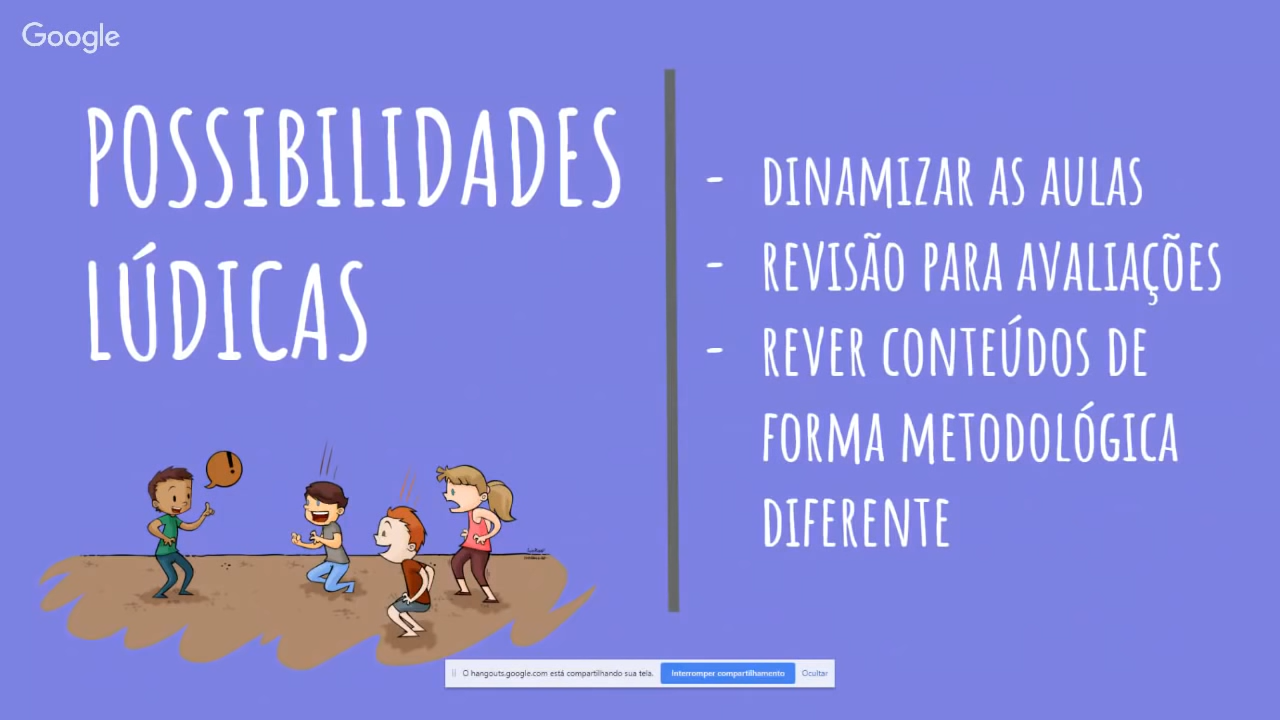 Google
POSSIBILIDADES
LÚDICAS
- DINAMIZAR AS AULAS
- REVISÃO PARA AVALIAÇÕES
- REVER CONTEÚDOS DE
FORMA METODOLÓGICA
DIFERENTE
!
O hangouts.google.com está compartilhando sua tela. Interromper compartilhamento Ocultar